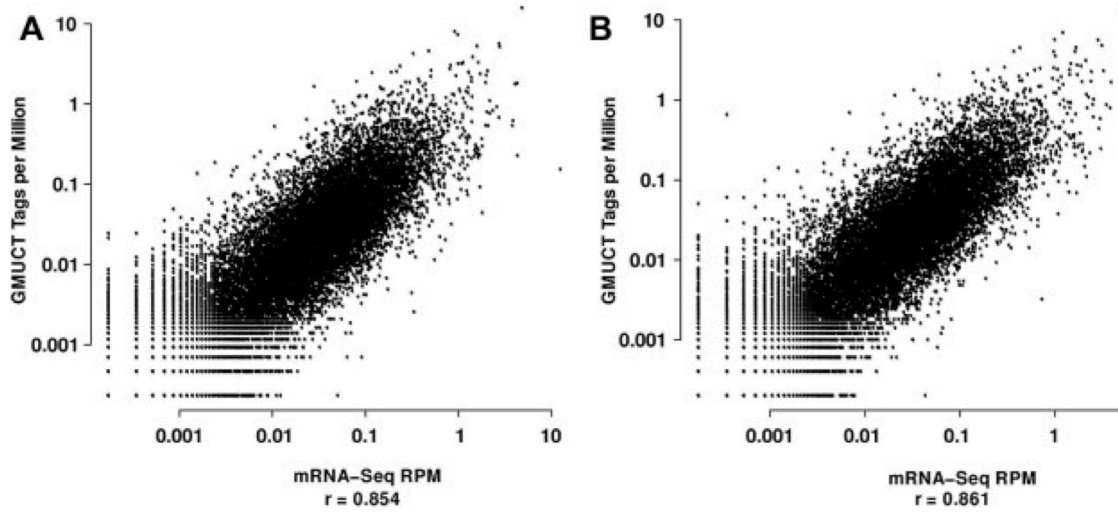 A
GMUCT Tags per Million
10
1
0.1
0.01
0.001
0.001 0.01 0.1 1 10
mRNA-Seq RPM
r = 0.854
B
GMUCT Tags per Million
10
1
0.1
0.01
0.001
0.001 0.01 0.1 1
mRNA-Seq RPM
r = 0.861